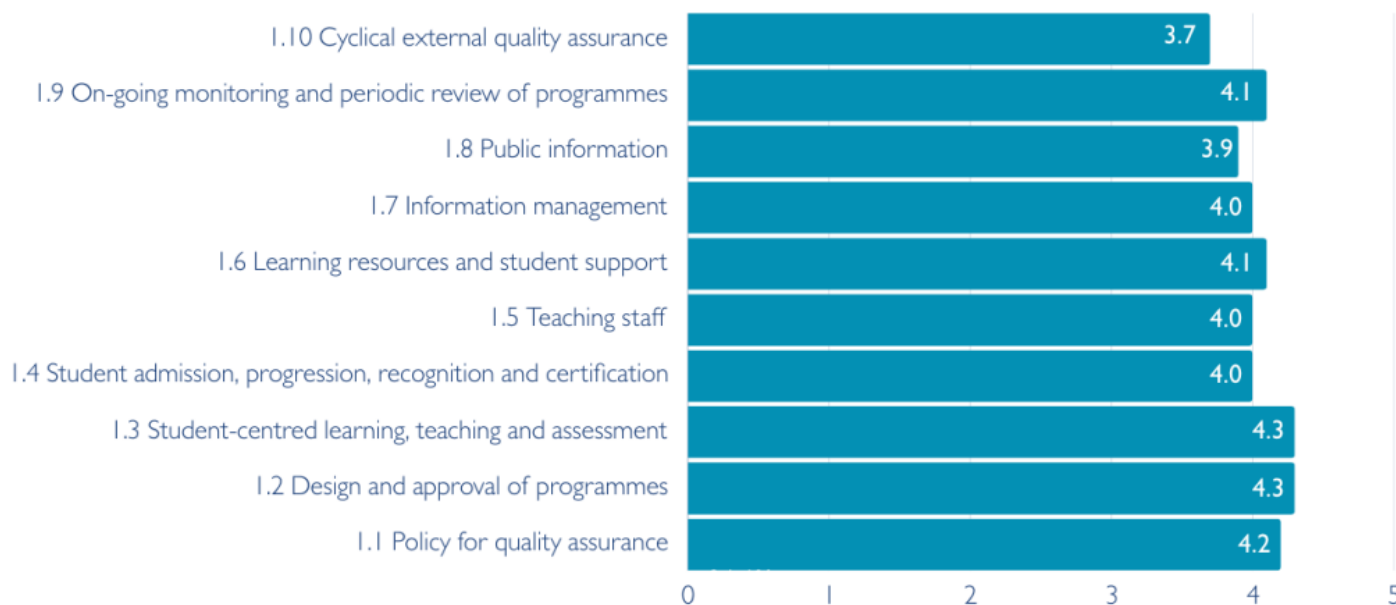 1.10 Cyclical external quality assurance 3.7
1.9 On-going monitoring and periodic review of programmes 4.1
1.8 Public information 3.9
1.7 Information management 4.0
1.6 Learning resources and student support 4.1
1.5 Teaching staff 4.0
1.4 Student admission, progression, recognition and certification 4.0
1.3 Student-centred learning, teaching and assessment 4.3
1.2 Design and approval of programmes 4.3
1.1 Policy for quality assurance 4.2
0 1 2 3 4 5